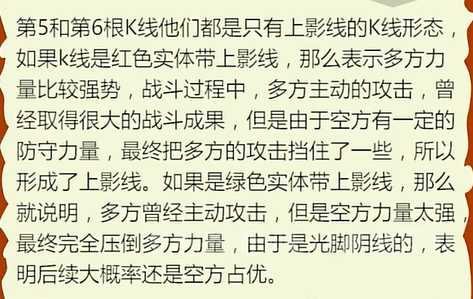 第5和第6根K线他们都是只有上影线的K线形态，
如果k线是红色实体带上影线，那么表示多方力
量比较强势，战斗过程中，多方主动的攻击，曾
经取得很大的战斗成果，但是由于空方有一定的
防守力量，最终把多方的攻击挡住了一些，所以
形成了上影线。如果是绿色实体带上影线，那么
就说明，多方曾经主动攻击，但是空方力量太强，
最终完全压倒多方力量，由于是光脚阴线的，表
明后续大概率还是空方占优。